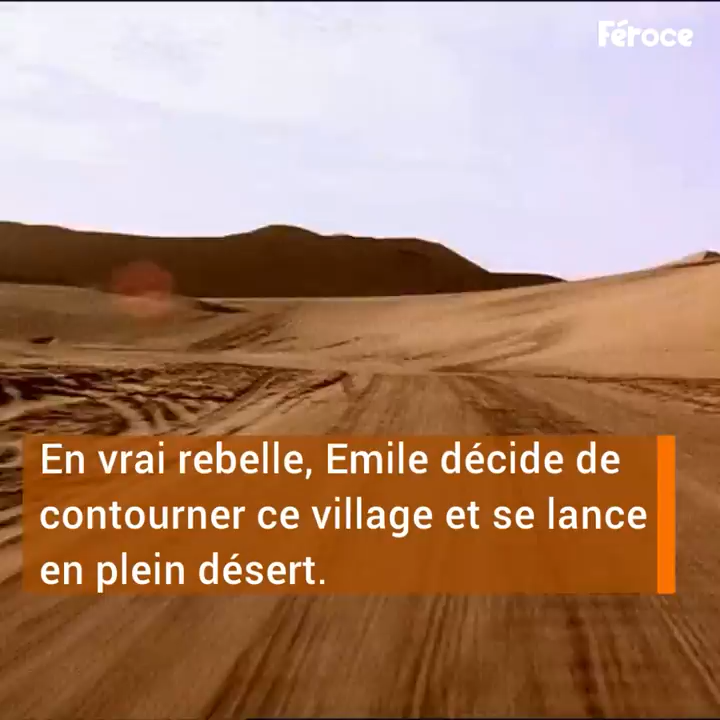 Féroce
En vrai rebelle, Emile décide de
contourner ce village et se lance
en plein désert.